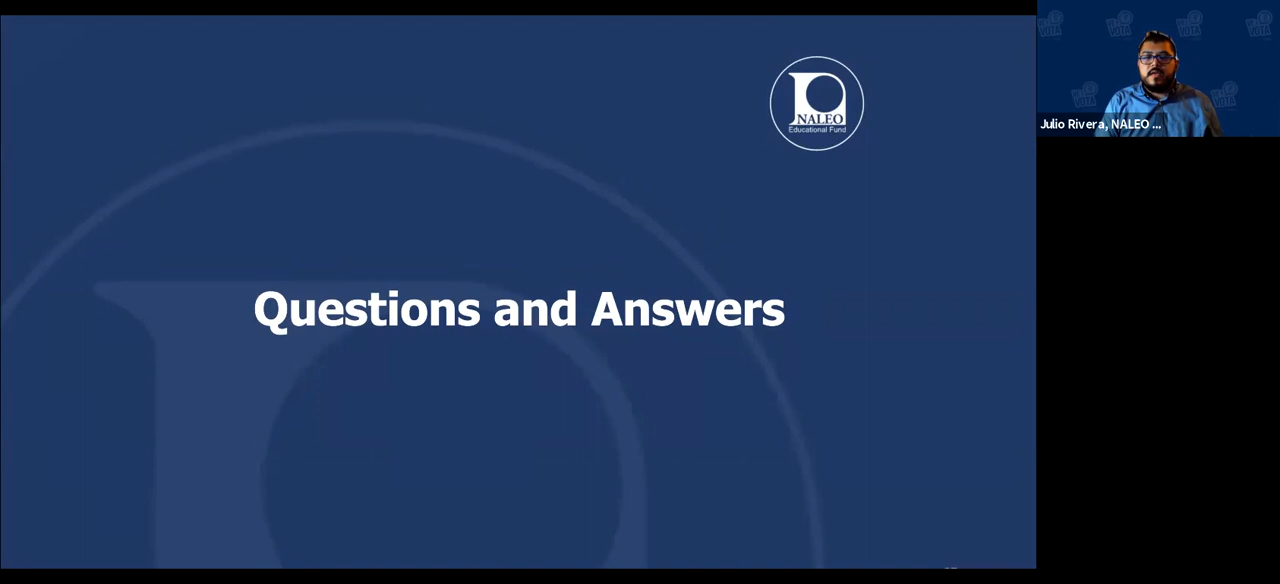 NALEO
Educational Fund
Questions and Answers
Julio Rivera, NALEO ...